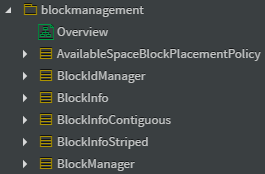 blockmanagement
Overview
AvailableSpaceBlockPlacementPolicy
BlockIdManager
BlockInfo
BlockInfoContiguous
BlockInfoStriped
BlockManager